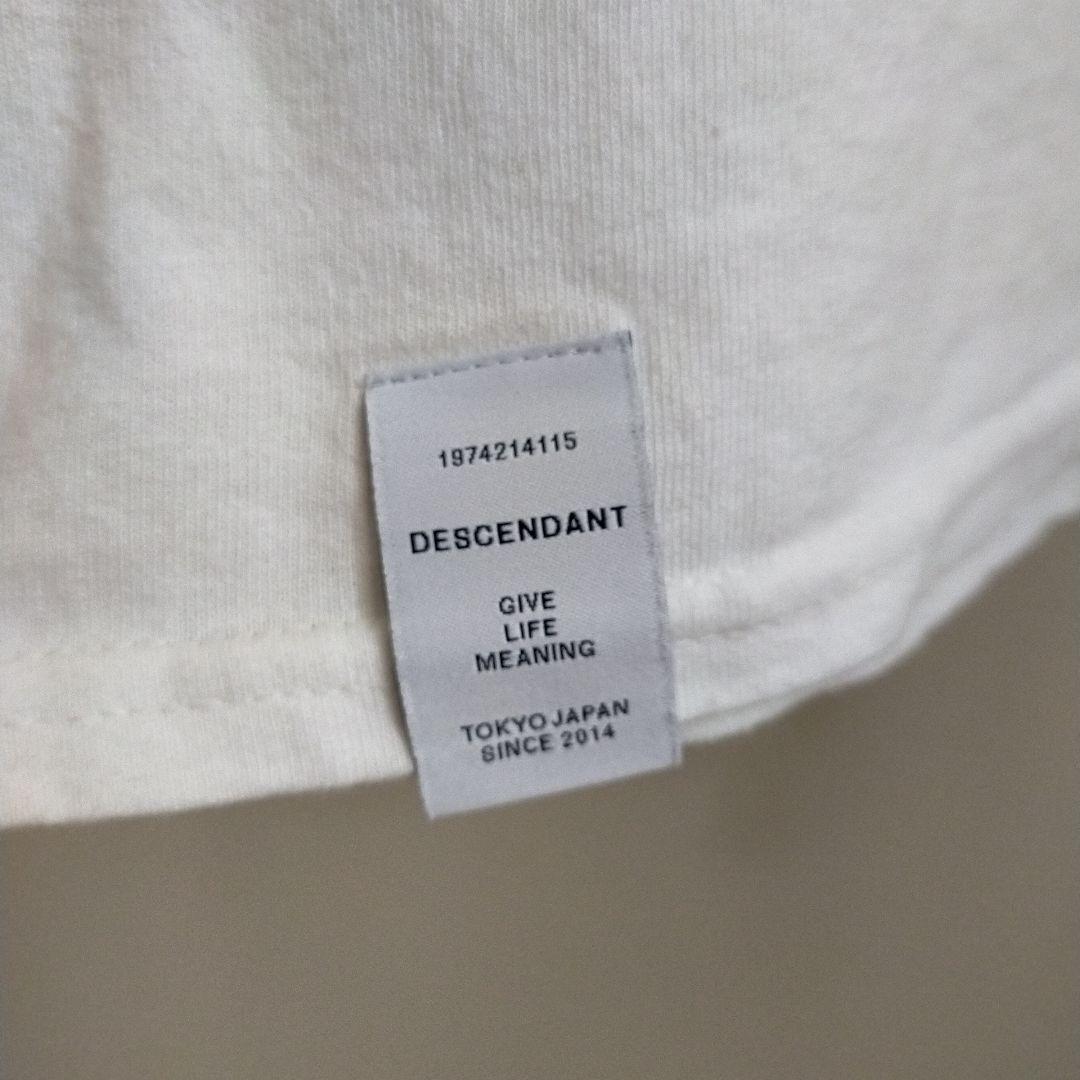 1974214115
DESCENDANT
GIVE
LIFE
MEANING
TOKYO JAPAN
SINCE 2014